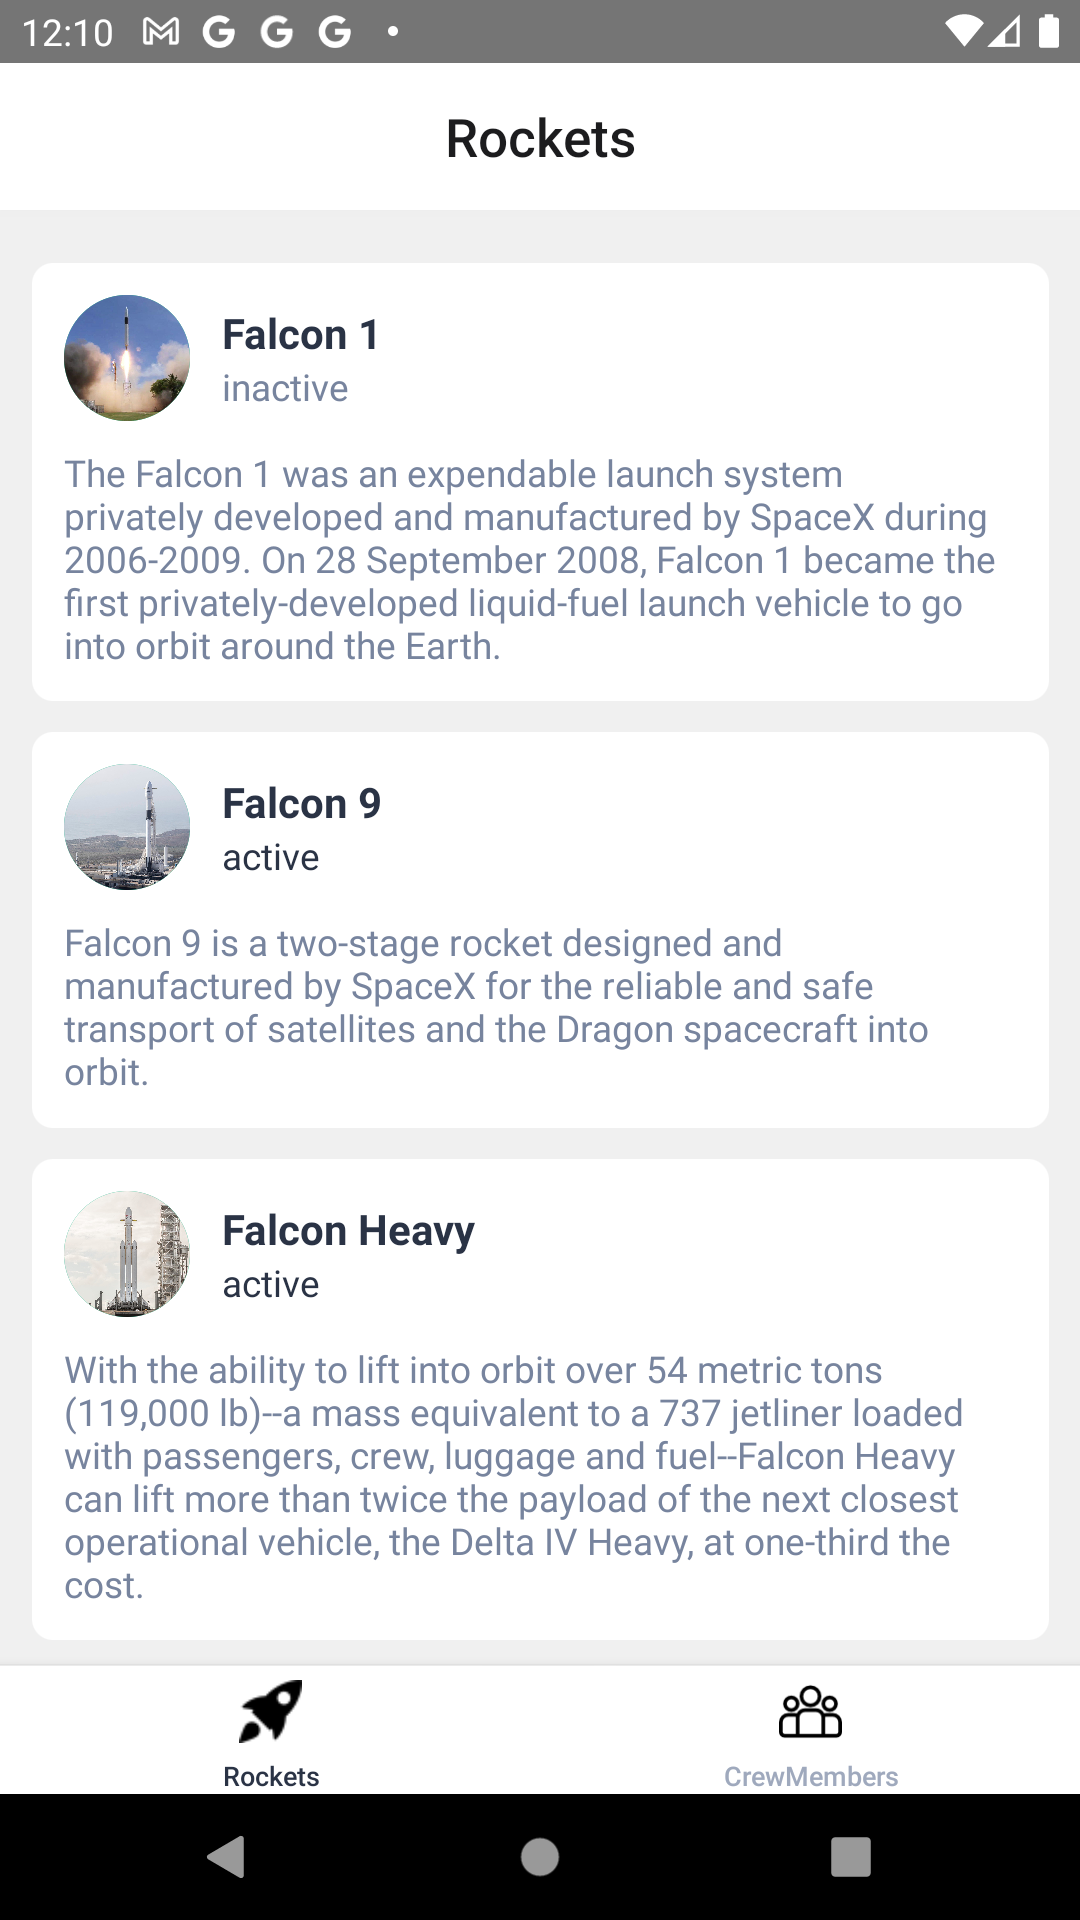 12:10
Rockets
Falcon 1
inactive
The Falcon 1 was an expendable launch system
privately developed and manufactured by SpaceX during
2006-2009. On 28 September 2008, Falcon 1 became the
first privately-developed liquid-fuel launch vehicle to go
into orbit around the Earth.
Falcon 9
active
Falcon 9 is a two-stage rocket designed and
manufactured by SpaceX for the reliable and safe
transport of satellites and the Dragon spacecraft into
orbit.
Falcon Heavy
active
With the ability to lift into orbit over 54 metric tons
(119,000 lb)--a mass equivalent to a 737 jetliner loaded
with passengers, crew, luggage and fuel--Falcon Heavy
can lift more than twice the payload of the next closest
operational vehicle, the Delta IV Heavy, at one-third the
cost.
Rockets
CrewMembers